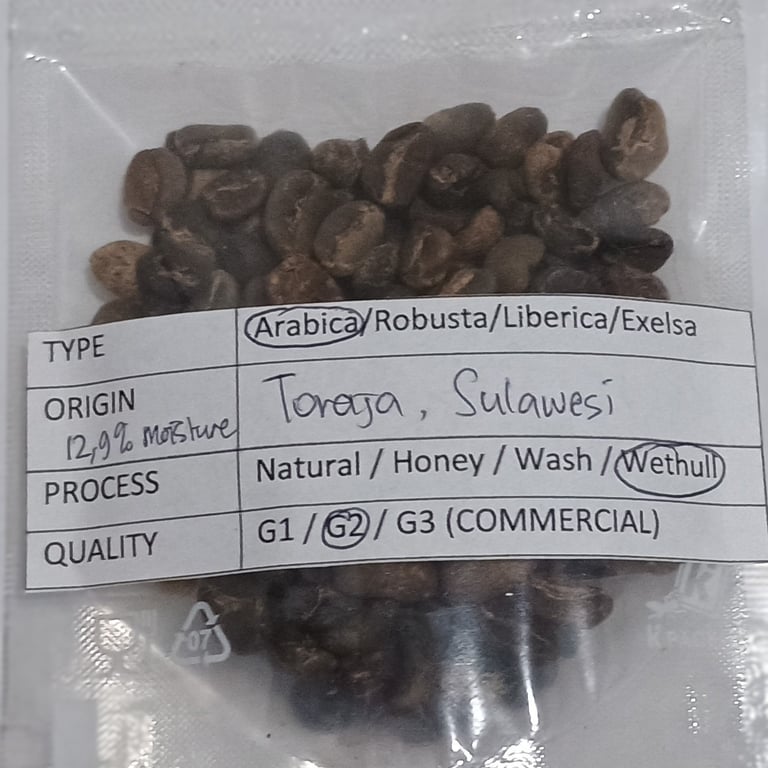 TYPE Arabica/Robusta/Liberica/Exelsa
ORIGIN Toraja, Sulawesi
12,9% Moisture
PROCESS Natural / Honey / Wash / Wethull
QUALITY G1 / G2 / G3 (COMMERCIAL)
07